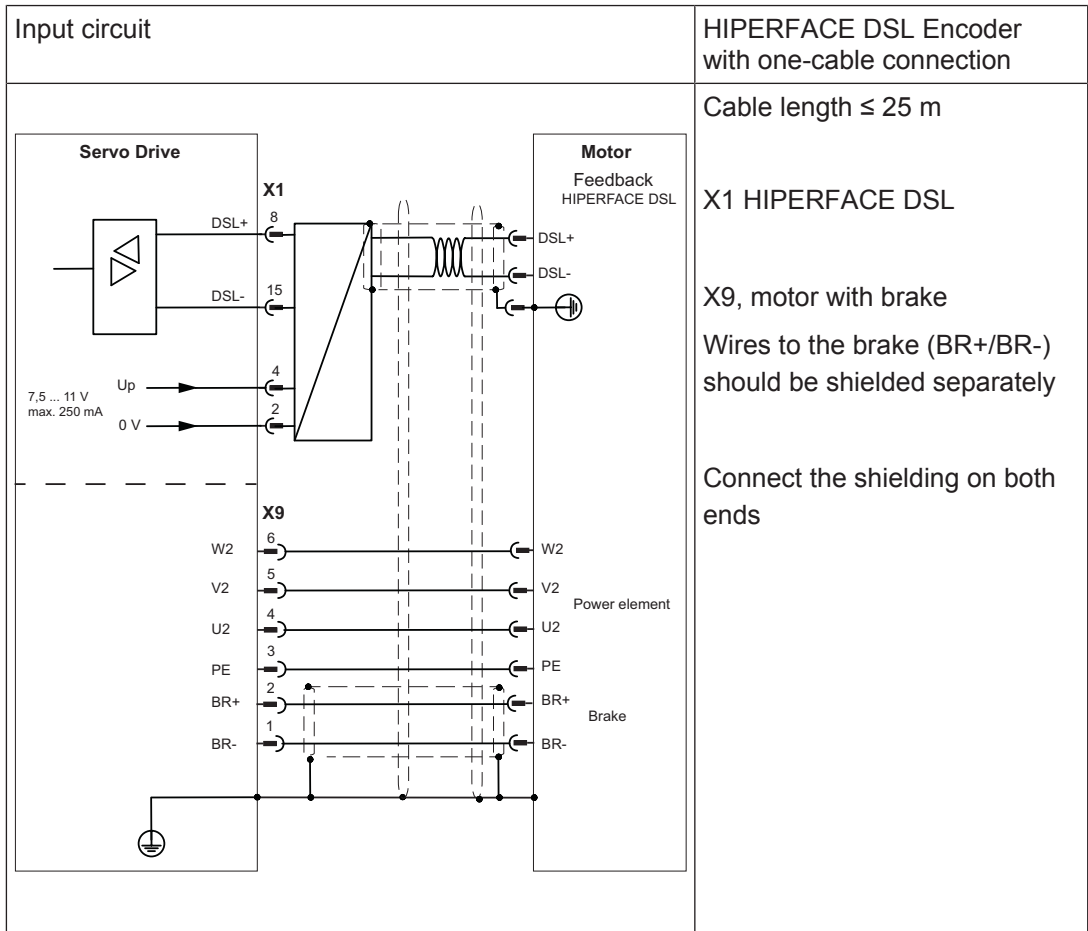 Input circuit
HIPERFACE DSL Encoder
with one-cable connection
Cable length ≤ 25 m
X1 HIPERFACE DSL
X9, motor with brake
Wires to the brake (BR+/BR-)
should be shielded separately
Connect the shielding on both
ends
Servo Drive
Motor
Feedback
HIPERFACE DSL
X1
DSL+ 8
DSL+
DSL-
DSL- 15
Up 4
7,5 ... 11 V
max. 250 mA
0 V 2
X9
W2 6 W2
V2 5 V2
Power element
U2 4 U2
PE 3 PE
BR+ 2 BR+
Brake
BR- 1 BR-